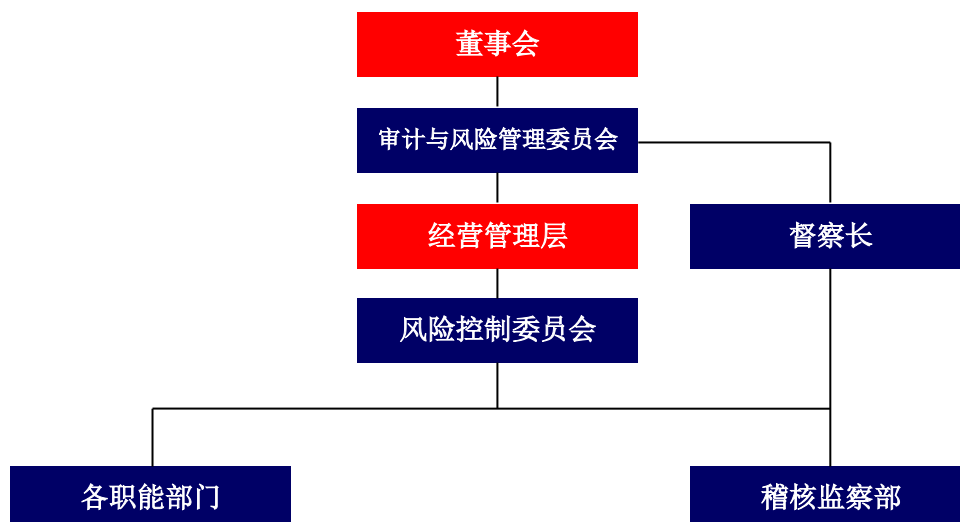 董事会
审计与风险管理委员会
经营管理层
督察长
风险控制委员会
各职能部门
稽核监察部